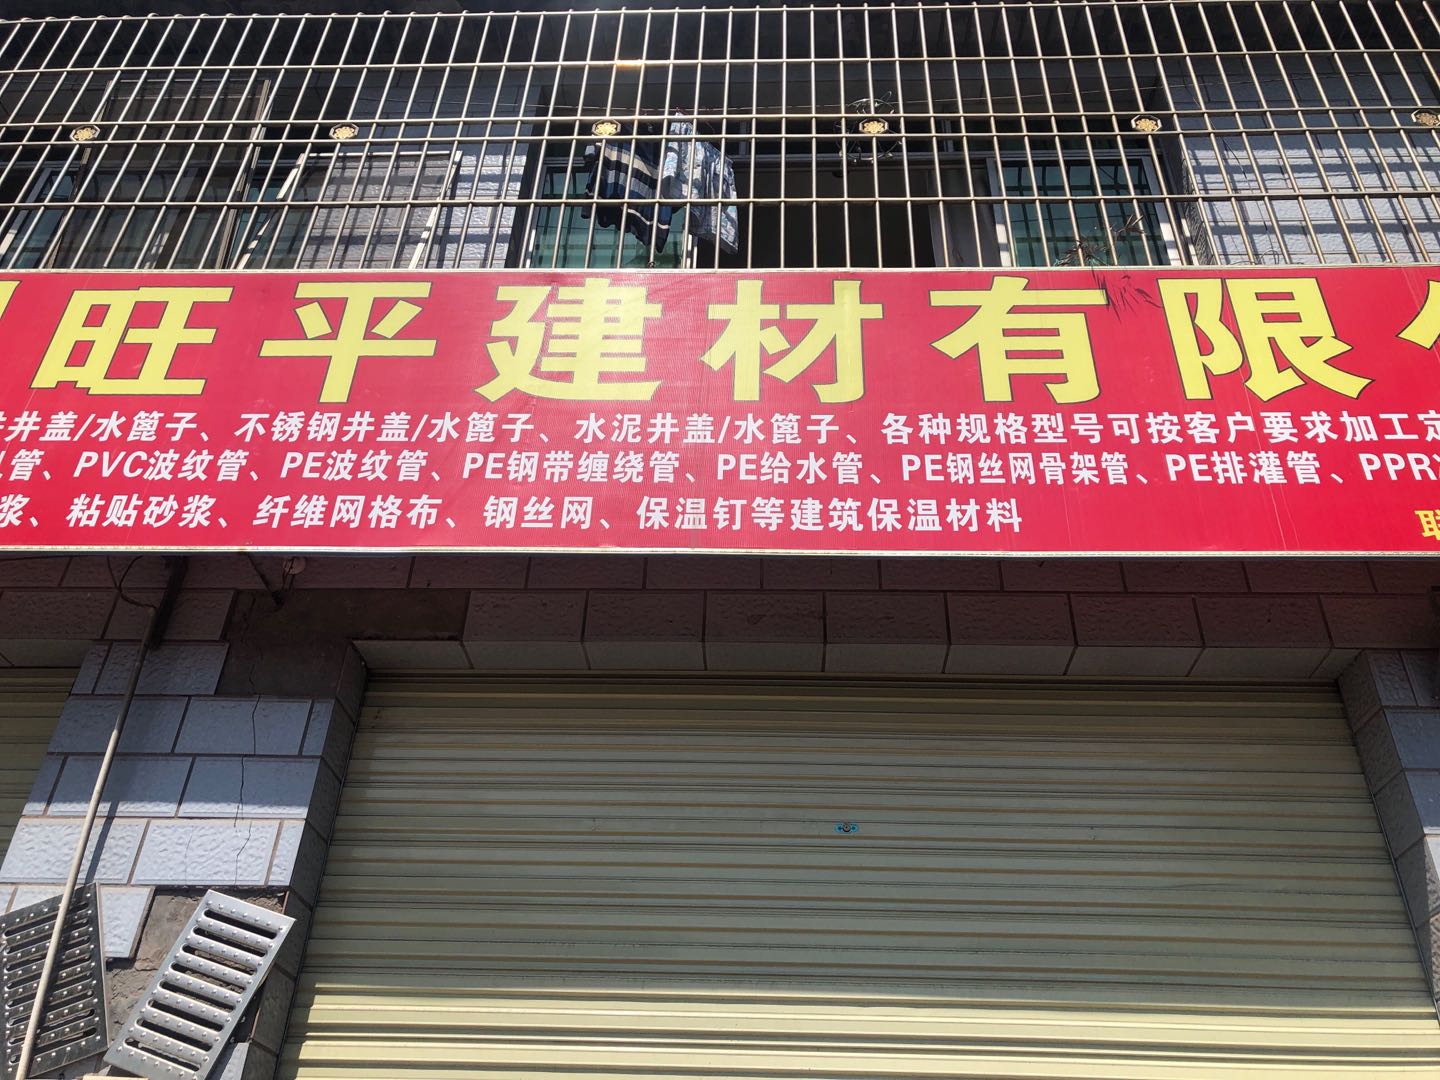 旺平建材有限
井盖/水篦子、不锈钢井盖/水篦子、水泥井盖/水篦子、各种规格型号可按客户要求加工定
管、PVC波纹管、PE波纹管、PE钢带缠绕管、PE给水管、PE钢丝网骨架管、PE排灌管、PPR
浆、粘贴砂浆、纤维网格布、钢丝网、保温钉等建筑保温材料